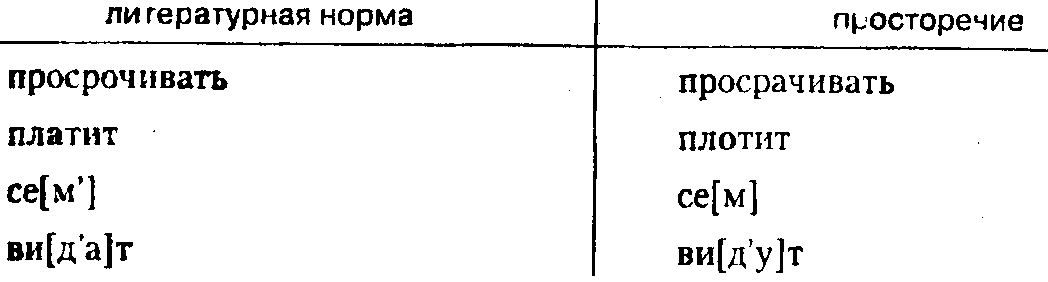 литературная норма просторечие
просрочивать просрачивать
платит плотит
се[м'] се[м]
ви[д'а]т ви[д'у]т